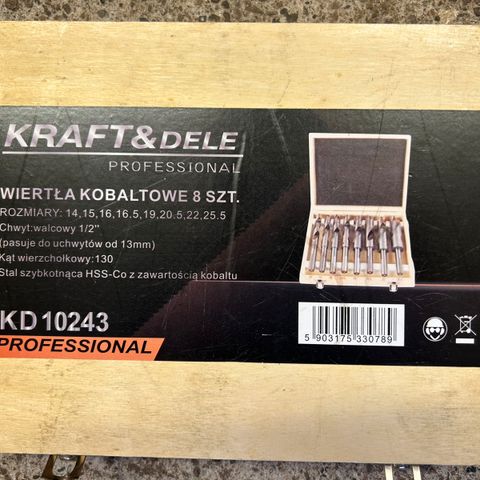 KRAFT&DELE
PROFESSIONAL
WIERTŁA KOBALTOWE 8 SZT.
ROZMIARY: 14,15,16,16.5,19,20.5,22,25.5
Chwyt:walcowy 1/2"
(pasuje do uchwytów od 13mm)
Kąt wierzchołkowy:130
Stal szybkotnąca HSS-Co z zawartością kobaltu
KD 10243
PROFESSIONAL
5 903175 330789